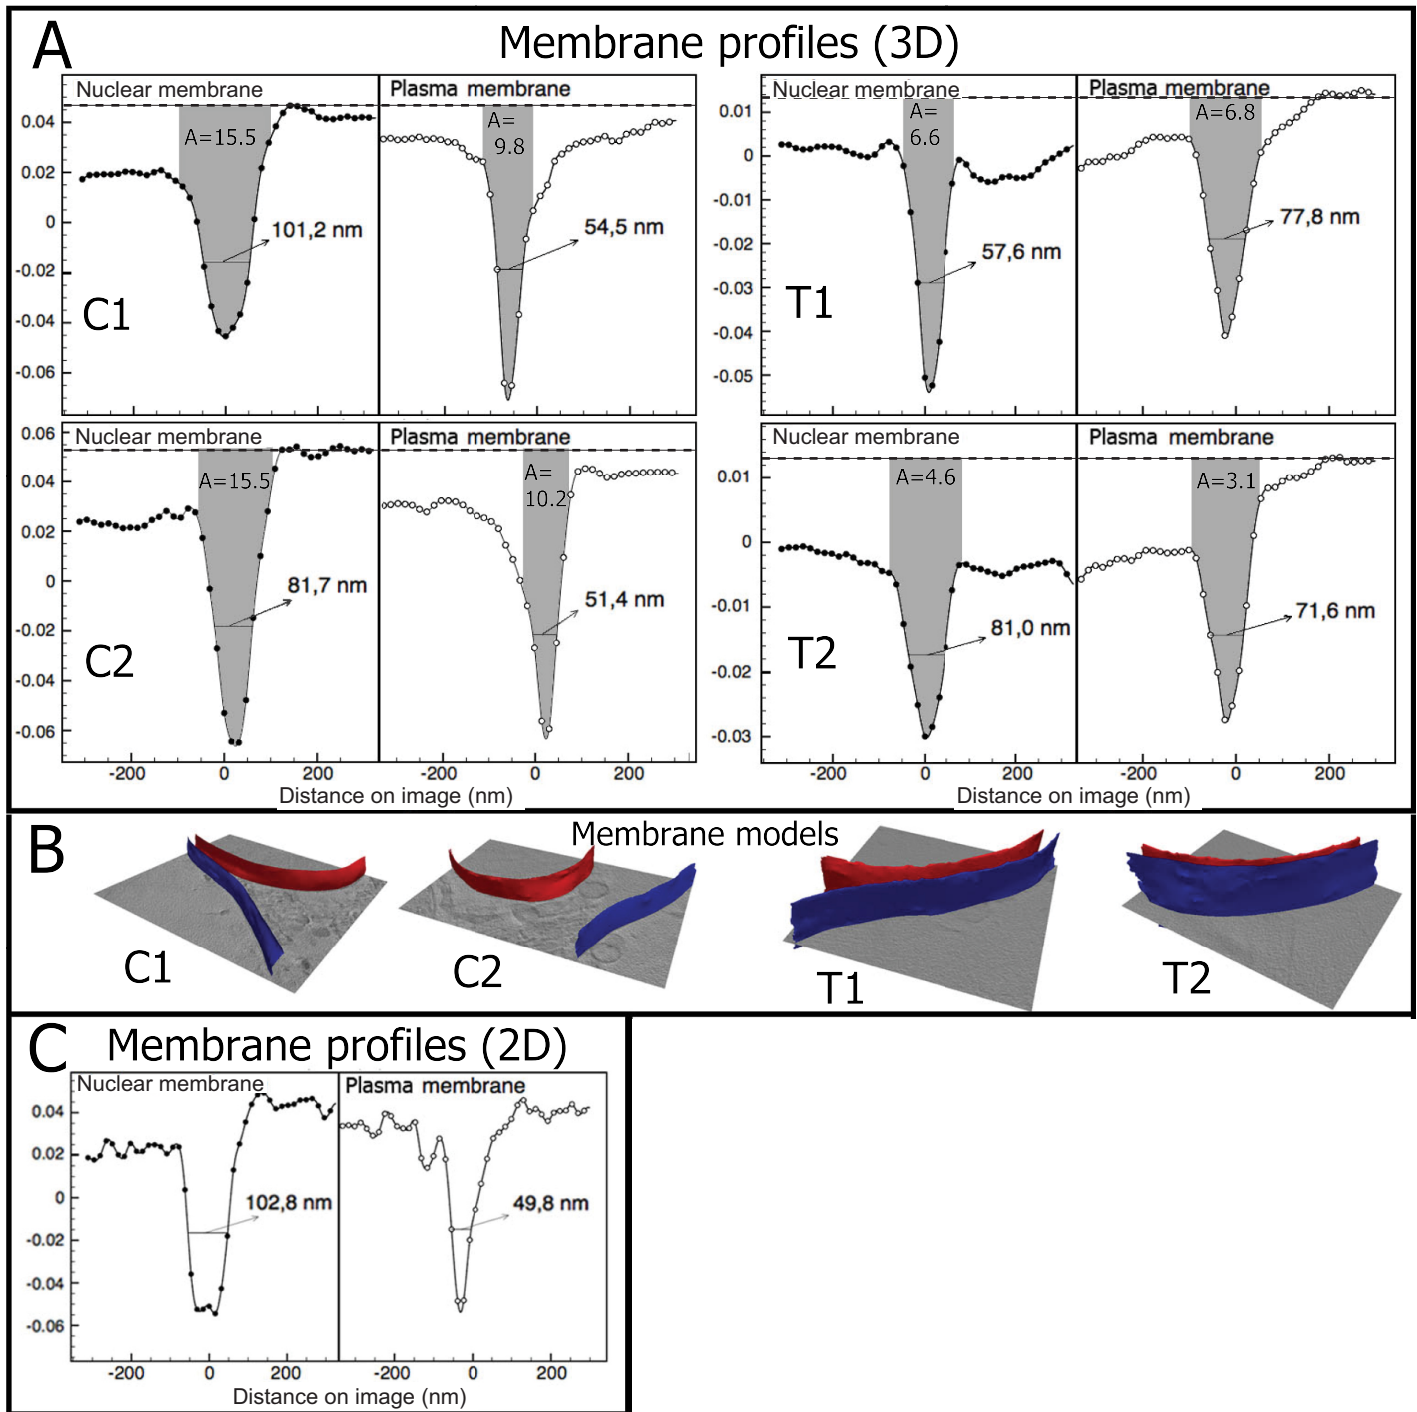 A
Membrane profiles (3D)
Nuclear membrane
Plasma membrane
0.04
0.02
0
-0.02
-0.04
-0.06
A=15.5
101,2 nm
C1
A=
9.8
54,5 nm
Nuclear membrane
Plasma membrane
0.01
0
-0.01
-0.02
-0.03
-0.04
-0.05
A=
6.6
57,6 nm
T1
A=6.8
77,8 nm
Nuclear membrane
Plasma membrane
0.06
0.04
0.02
0
-0.02
-0.04
-0.06
A=15.5
81,7 nm
C2
A=
10.2
51,4 nm
-200
0
200
-200
0
200
Distance on image (nm)
Nuclear membrane
Plasma membrane
0.01
0
-0.01
-0.02
-0.03
A=4.6
81,0 nm
T2
A=3.1
71,6 nm
-200
0
200
-200
0
200
Distance on image (nm)
B
Membrane models
C1
C2
T1
T2
C
Membrane profiles (2D)
Nuclear membrane
Plasma membrane
0.04
0.02
0
-0.02
-0.04
-0.06
102,8 nm
49,8 nm
-200
0
200
-200
0
200
Distance on image (nm)